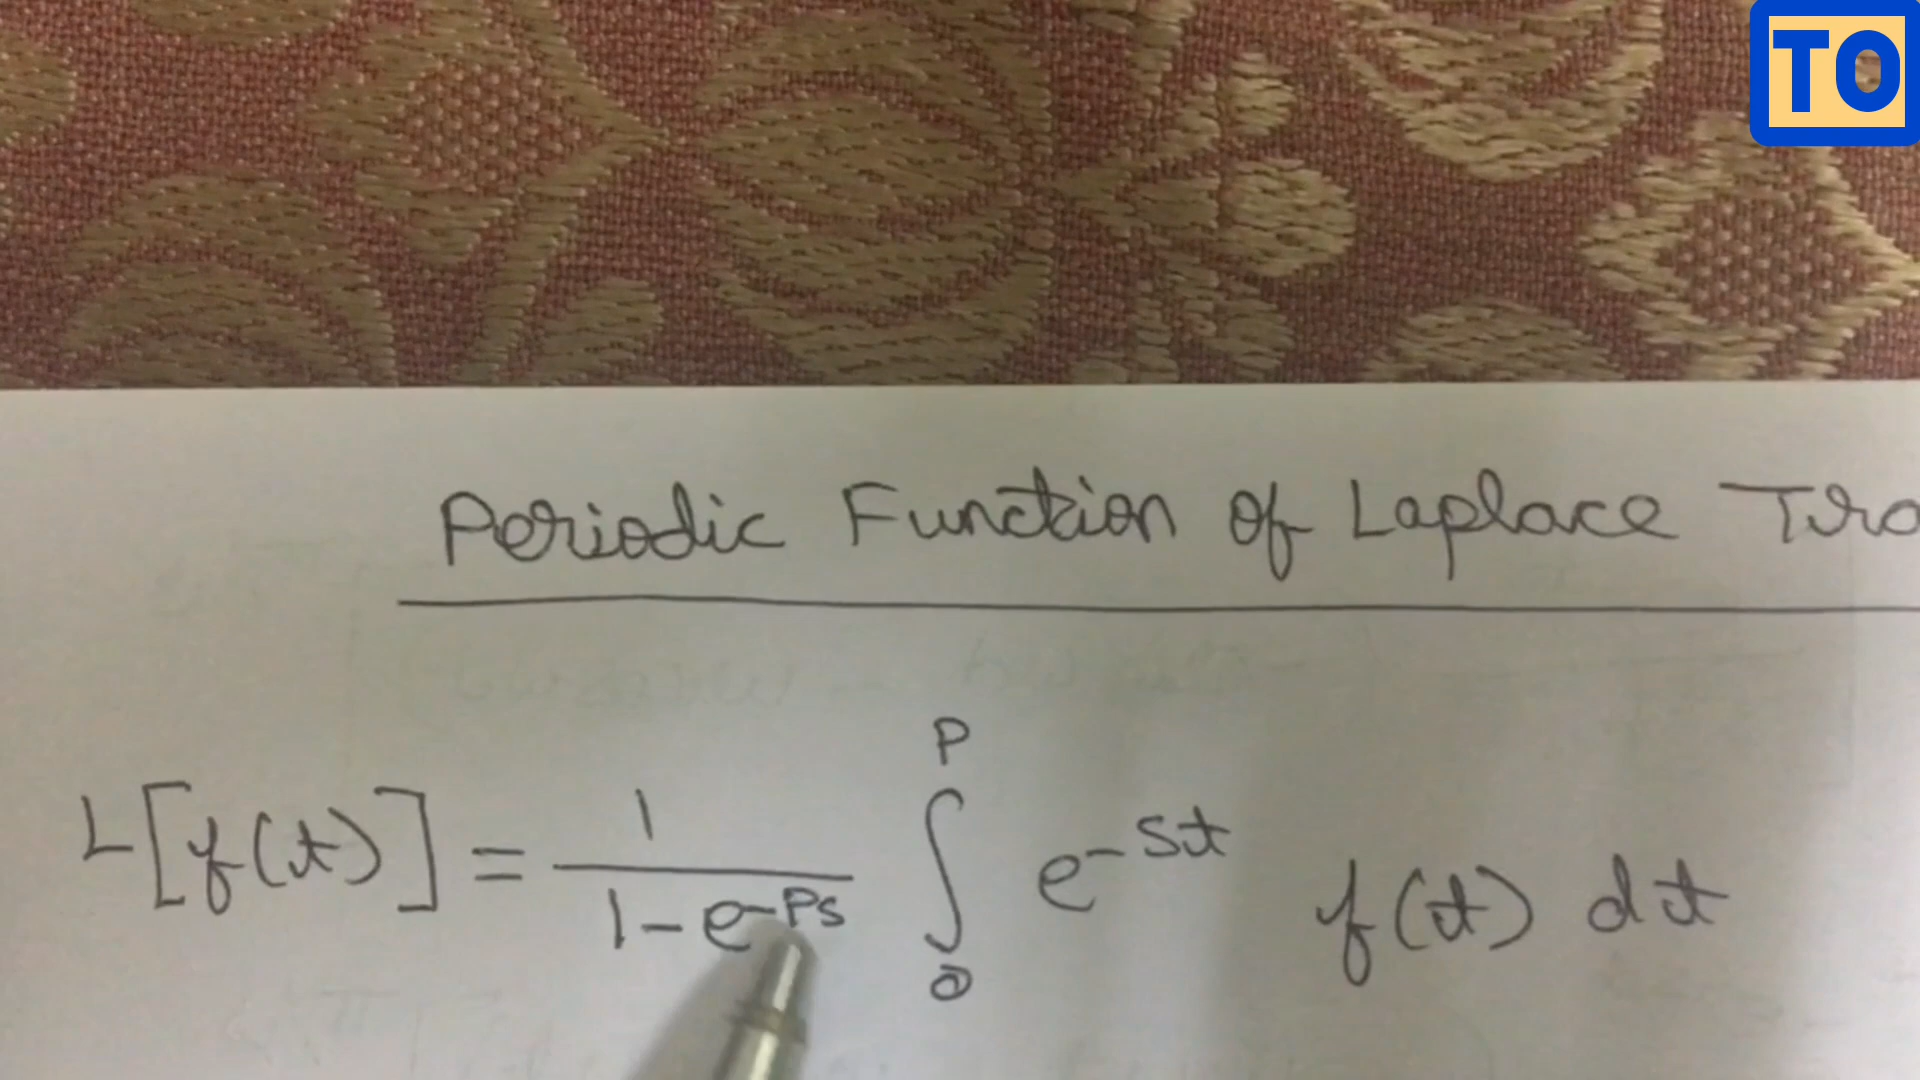 TO
Periodic Function of Laplace Tra
L[f(t)] = 1/(1 - e^{-Ps}) ∫_0^P e^{-st} f(t) dt